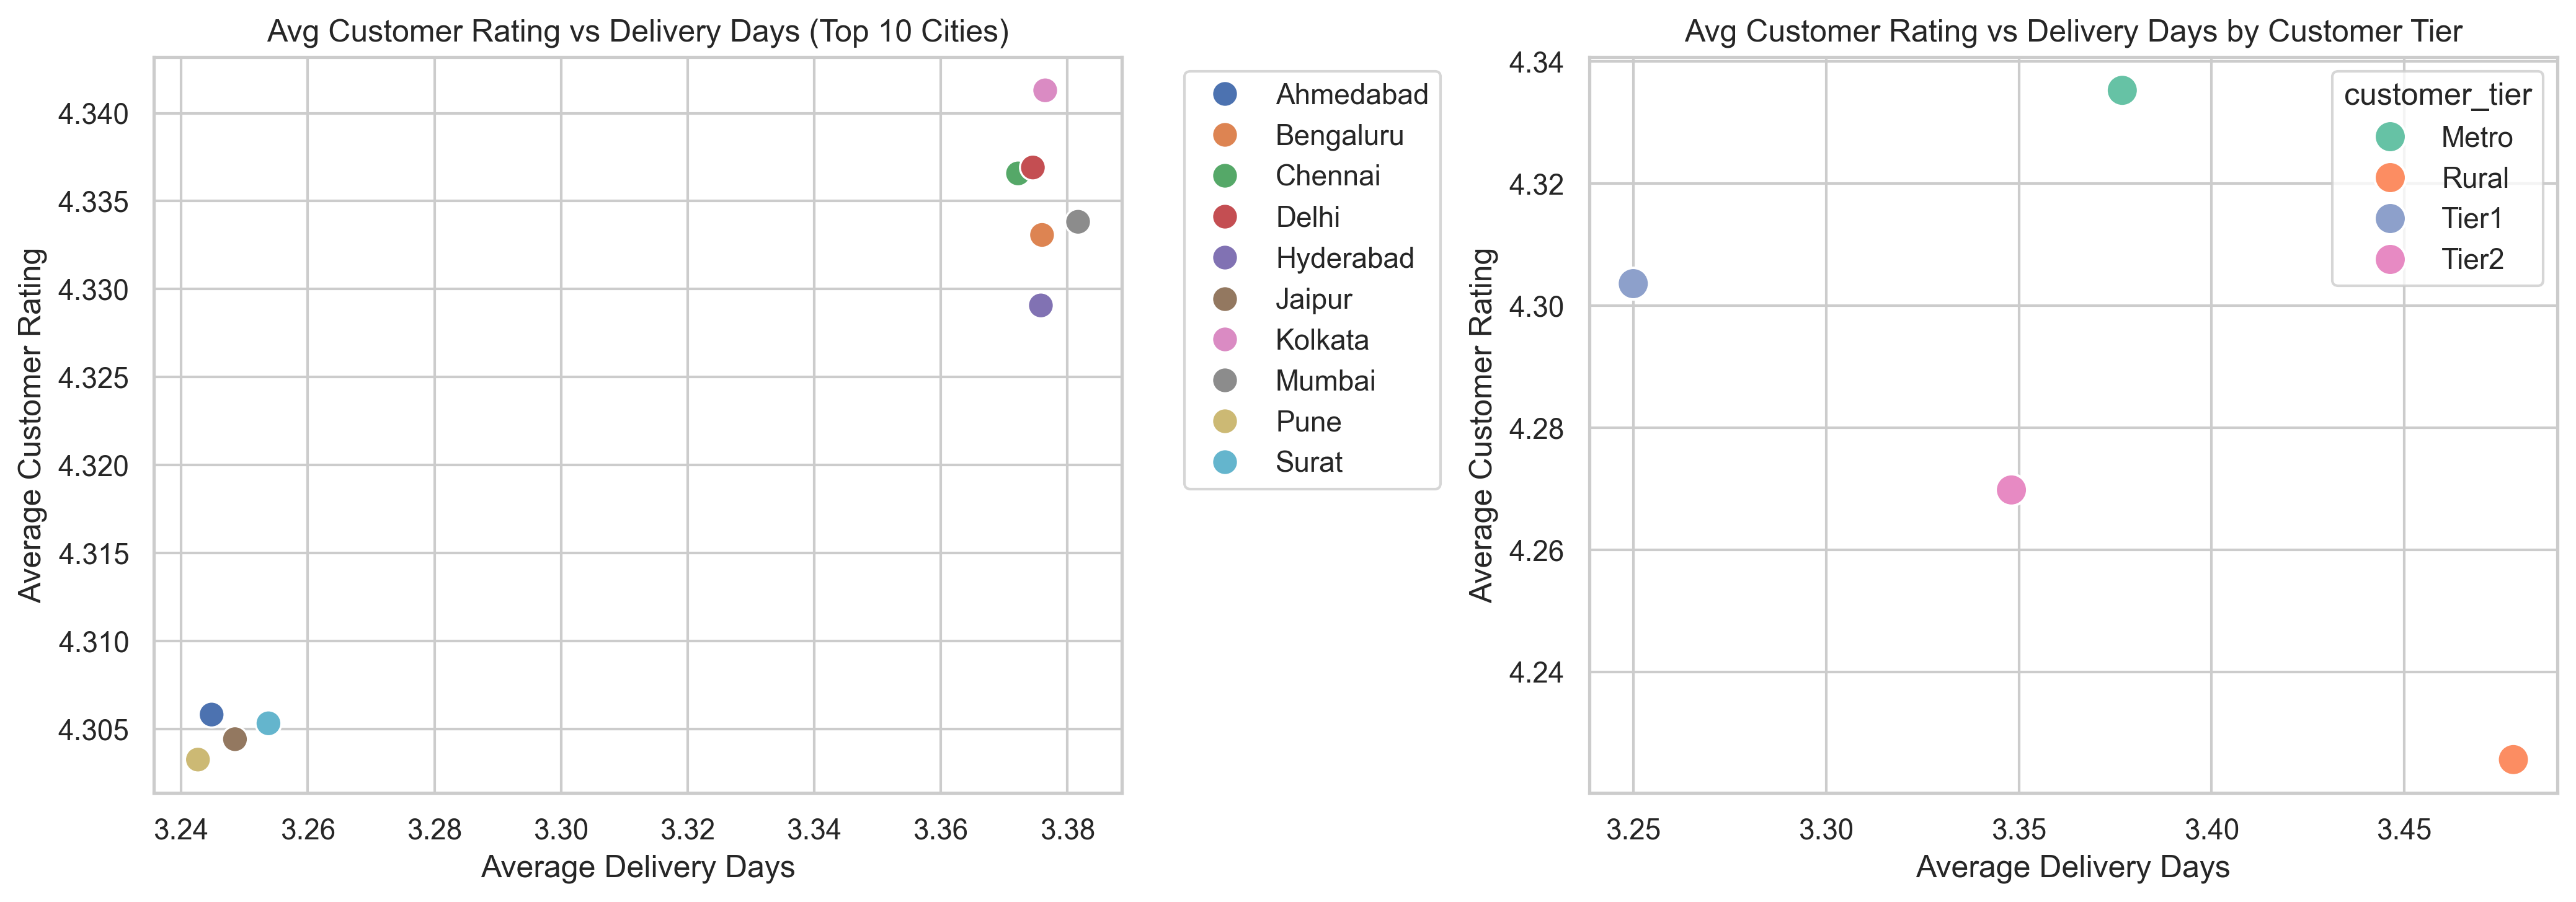 Avg Customer Rating vs Delivery Days (Top 10 Cities)
Average Customer Rating
4.340
4.335
4.330
4.325
4.320
4.315
4.310
4.305
3.24 3.26 3.28 3.30 3.32 3.34 3.36 3.38
Average Delivery Days
Ahmedabad
Bengaluru
Chennai
Delhi
Hyderabad
Jaipur
Kolkata
Mumbai
Pune
Surat
Avg Customer Rating vs Delivery Days by Customer Tier
Average Customer Rating
4.34
4.32
4.30
4.28
4.26
4.24
3.25 3.30 3.35 3.40 3.45
Average Delivery Days
customer_tier
Metro
Rural
Tier1
Tier2